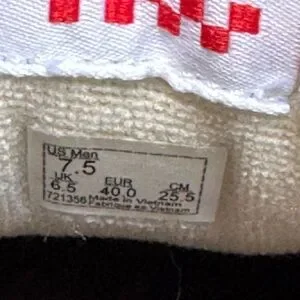 US Men
7.5
UK EUR CM
6.5 40.0 25.5
721356 Made in Vietnam
Fabriqué au Vietnam